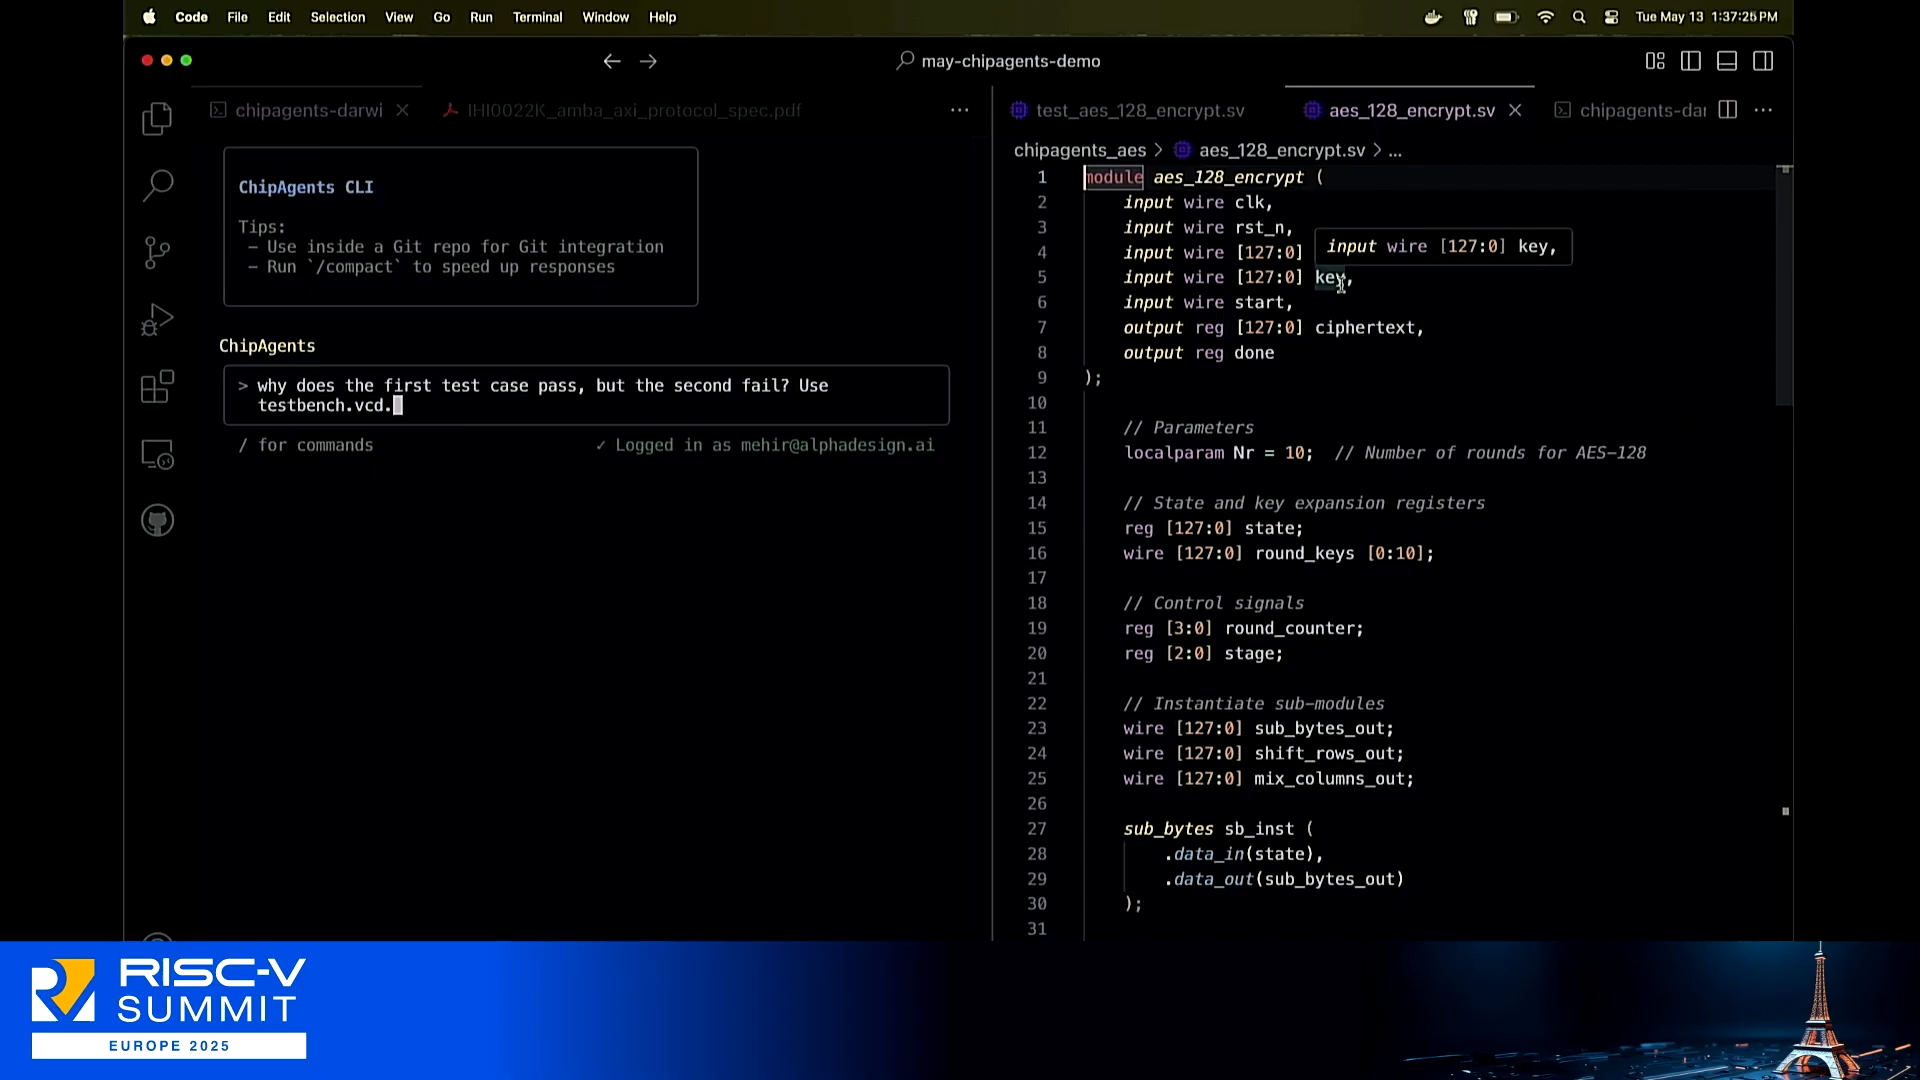 Code File Edit Selection View Go Run Terminal Window Help
Tue May 13 1:37:25 PM
may-chipagents-demo
chipagents-darwi
IHI0022K_amba_axi_protocol_spec.pdf
ChipAgents CLI
Tips:
– Use inside a Git repo for Git integration
– Run `/compact` to speed up responses
ChipAgents
> why does the first test case pass, but the second fail? Use
testbench.vcd.
/ for commands
✓ Logged in as mehir@alphadesign.ai
test_aes_128_encrypt.sv
aes_128_encrypt.sv
chipagents-dar
chipagents_aes > aes_128_encrypt.sv > ...
1 module aes_128_encrypt (
2 input wire clk,
3 input wire rst_n,
4 input wire [127:0]
input wire [127:0] key,
5 input wire [127:0] key,
6 input wire start,
7 output reg [127:0] ciphertext,
8 output reg done
9 );
10
11 // Parameters
12 localparam Nr = 10; // Number of rounds for AES-128
13
14 // State and key expansion registers
15 reg [127:0] state;
16 wire [127:0] round_keys [0:10];
17
18 // Control signals
19 reg [3:0] round_counter;
20 reg [2:0] stage;
21
22 // Instantiate sub-modules
23 wire [127:0] sub_bytes_out;
24 wire [127:0] shift_rows_out;
25 wire [127:0] mix_columns_out;
26
27 sub_bytes sb_inst (
28 .data_in(state),
29 .data_out(sub_bytes_out)
30 );
31
RISC-V
SUMMIT
EUROPE 2025